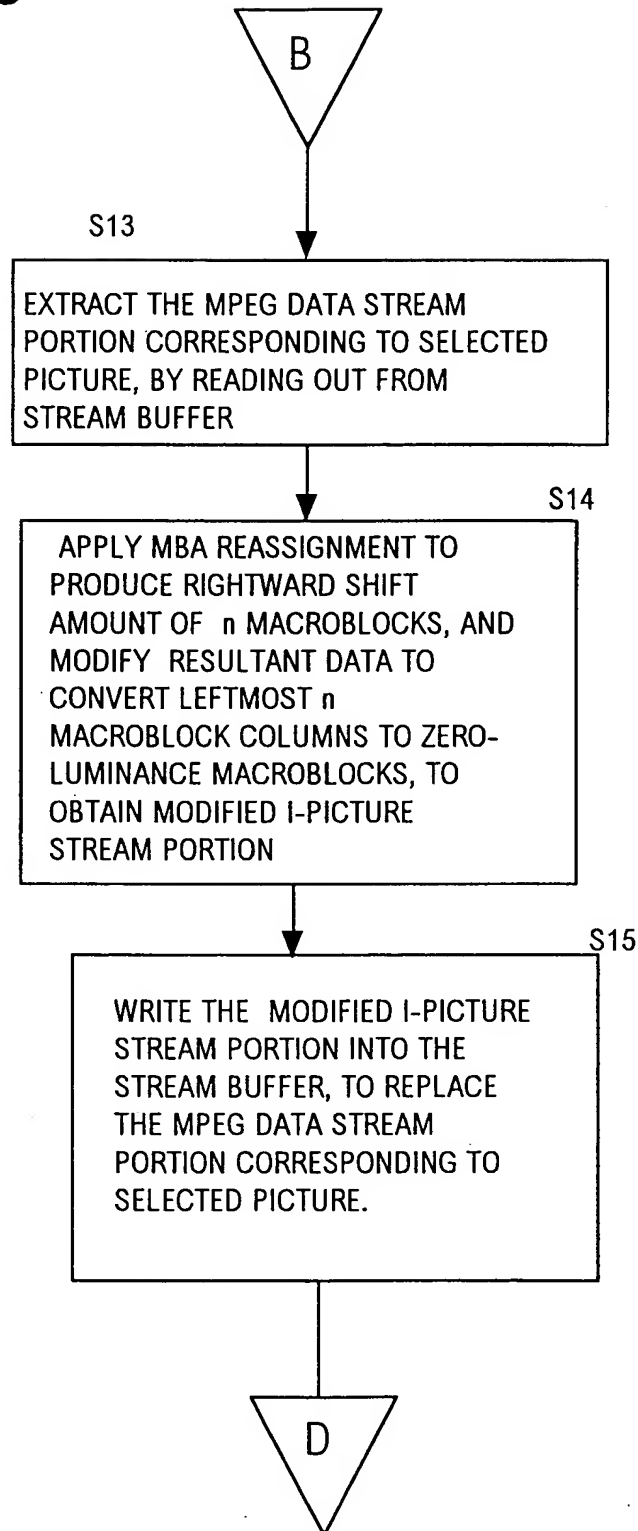 B
S13
EXTRACT THE MPEG DATA STREAM
PORTION CORRESPONDING TO SELECTED
PICTURE, BY READING OUT FROM
STREAM BUFFER
S14
APPLY MBA REASSIGNMENT TO
PRODUCE RIGHTWARD SHIFT
AMOUNT OF n MACROBLOCKS, AND
MODIFY RESULTANT DATA TO
CONVERT LEFTMOST n
MACROBLOCK COLUMNS TO ZERO-
LUMINANCE MACROBLOCKS, TO
OBTAIN MODIFIED I-PICTURE
STREAM PORTION
S15
WRITE THE MODIFIED I-PICTURE
STREAM PORTION INTO THE
STREAM BUFFER, TO REPLACE
THE MPEG DATA STREAM
PORTION CORRESPONDING TO
SELECTED PICTURE.
D